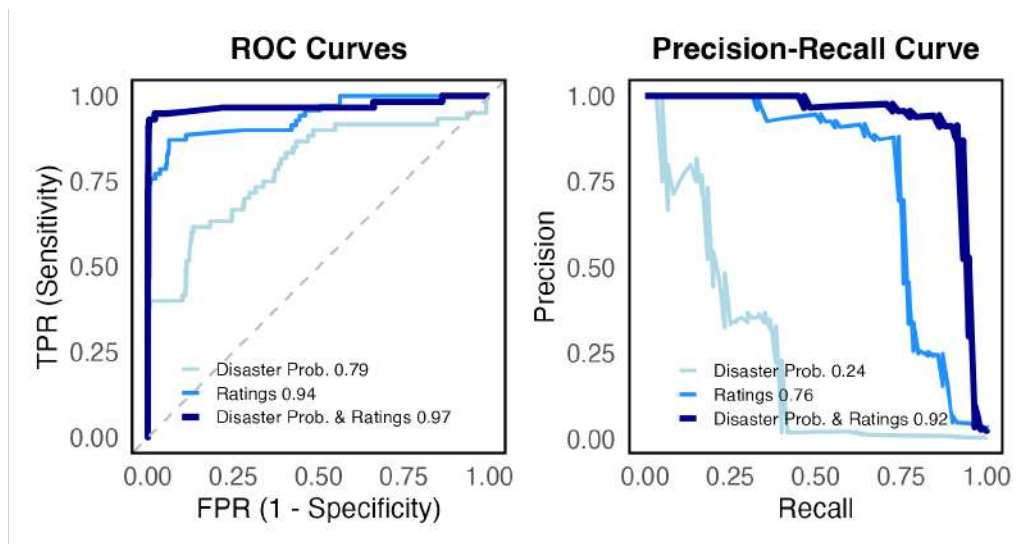 ROC Curves
TPR (Sensitivity)
1.00
0.75
0.50
0.25
0.00
Disaster Prob. 0.79
Ratings 0.94
Disaster Prob. & Ratings 0.97
0.00 0.25 0.50 0.75 1.00
FPR (1 - Specificity)
Precision-Recall Curve
Precision
1.00
0.75
0.50
0.25
0.00
Disaster Prob. 0.24
Ratings 0.76
Disaster Prob. & Ratings 0.92
0.00 0.25 0.50 0.75 1.00
Recall